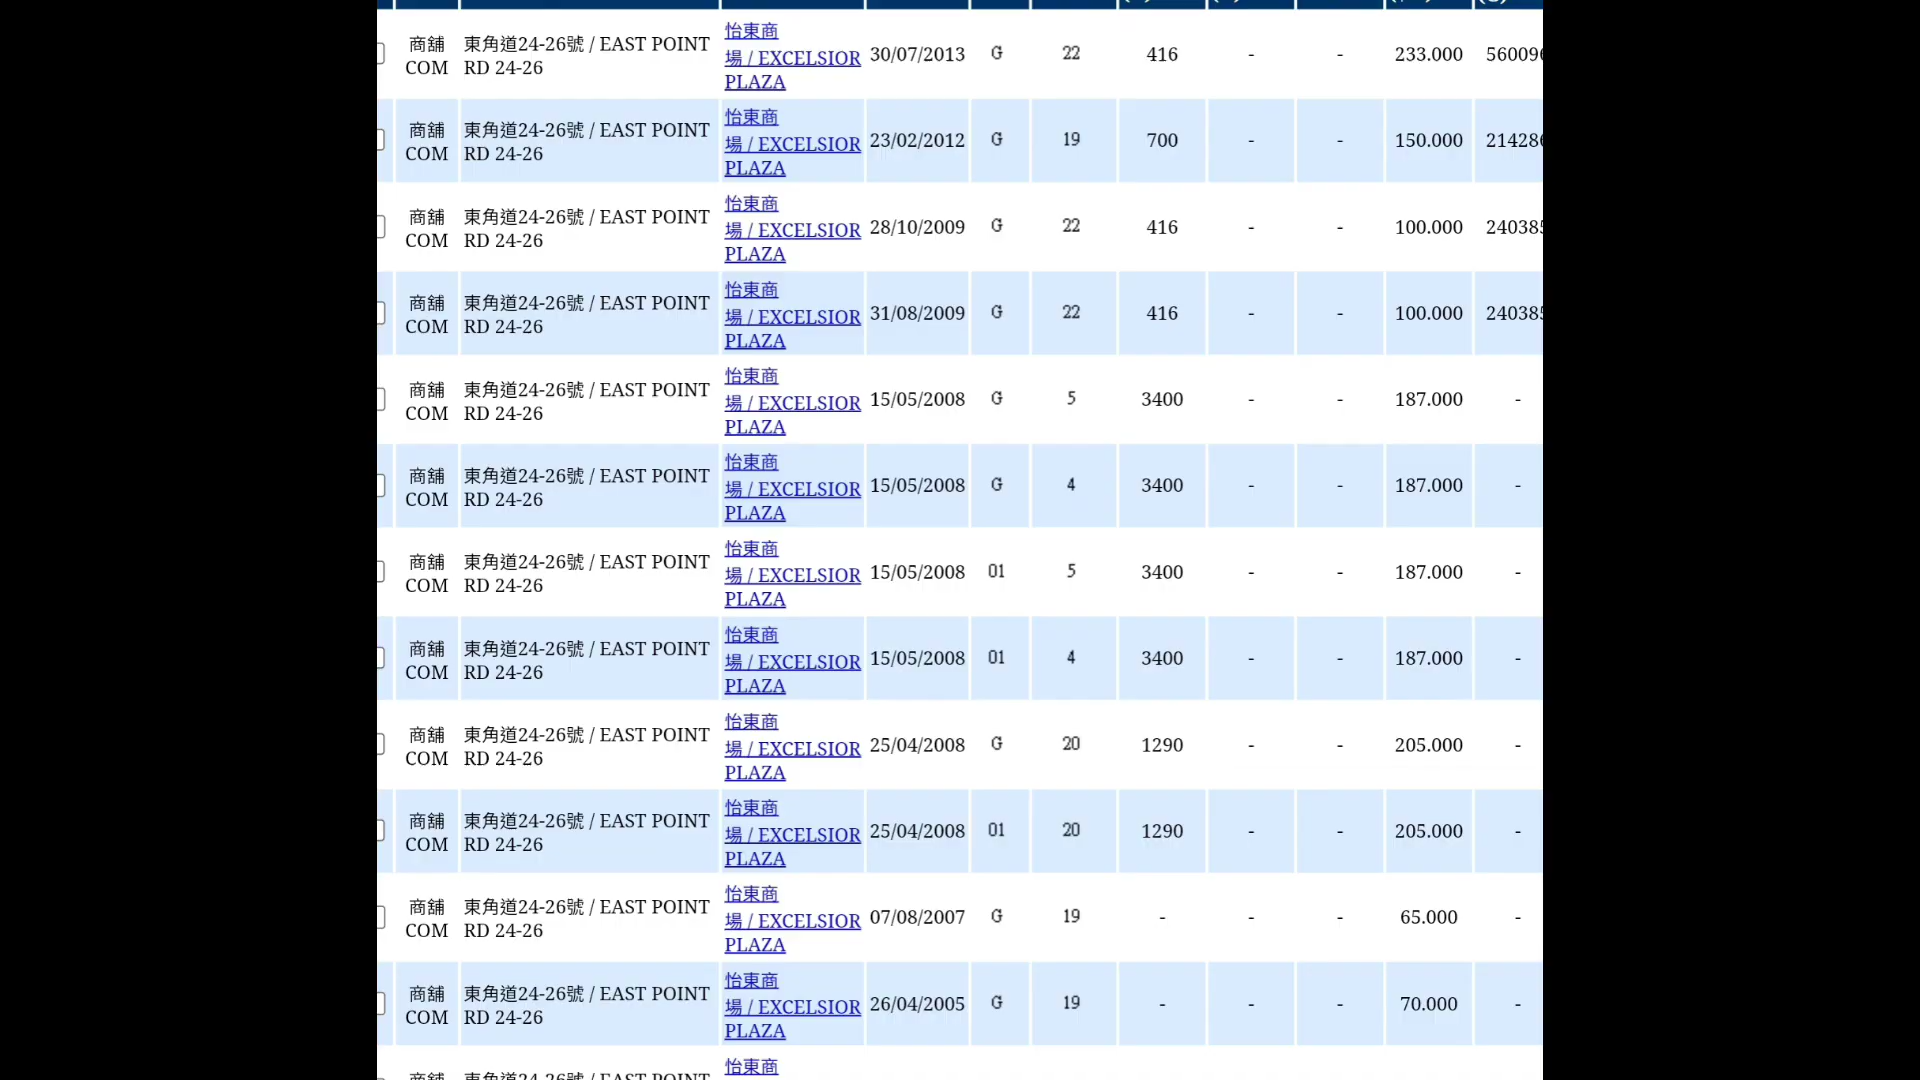 商舖 COM 東角道24-26號 / EAST POINT RD 24-26 怡東商場 / EXCELSIOR PLAZA 30/07/2013 G 22 416 - - 233.000 56009
商舖 COM 東角道24-26號 / EAST POINT RD 24-26 怡東商場 / EXCELSIOR PLAZA 23/02/2012 G 19 700 - - 150.000 21428
商舖 COM 東角道24-26號 / EAST POINT RD 24-26 怡東商場 / EXCELSIOR PLAZA 28/10/2009 G 22 416 - - 100.000 24038
商舖 COM 東角道24-26號 / EAST POINT RD 24-26 怡東商場 / EXCELSIOR PLAZA 31/08/2009 G 22 416 - - 100.000 24038
商舖 COM 東角道24-26號 / EAST POINT RD 24-26 怡東商場 / EXCELSIOR PLAZA 15/05/2008 G 5 3400 - - 187.000 -
商舖 COM 東角道24-26號 / EAST POINT RD 24-26 怡東商場 / EXCELSIOR PLAZA 15/05/2008 G 4 3400 - - 187.000 -
商舖 COM 東角道24-26號 / EAST POINT RD 24-26 怡東商場 / EXCELSIOR PLAZA 15/05/2008 01 5 3400 - - 187.000 -
商舖 COM 東角道24-26號 / EAST POINT RD 24-26 怡東商場 / EXCELSIOR PLAZA 15/05/2008 01 4 3400 - - 187.000 -
商舖 COM 東角道24-26號 / EAST POINT RD 24-26 怡東商場 / EXCELSIOR PLAZA 25/04/2008 G 20 1290 - - 205.000 -
商舖 COM 東角道24-26號 / EAST POINT RD 24-26 怡東商場 / EXCELSIOR PLAZA 25/04/2008 01 20 1290 - - 205.000 -
商舖 COM 東角道24-26號 / EAST POINT RD 24-26 怡東商場 / EXCELSIOR PLAZA 07/08/2007 G 19 - - - 65.000 -
商舖 COM 東角道24-26號 / EAST POINT RD 24-26 怡東商場 / EXCELSIOR PLAZA 26/04/2005 G 19 - - - 70.000 -
商舖 東角道24-26號 / EAST POINT 怡東商